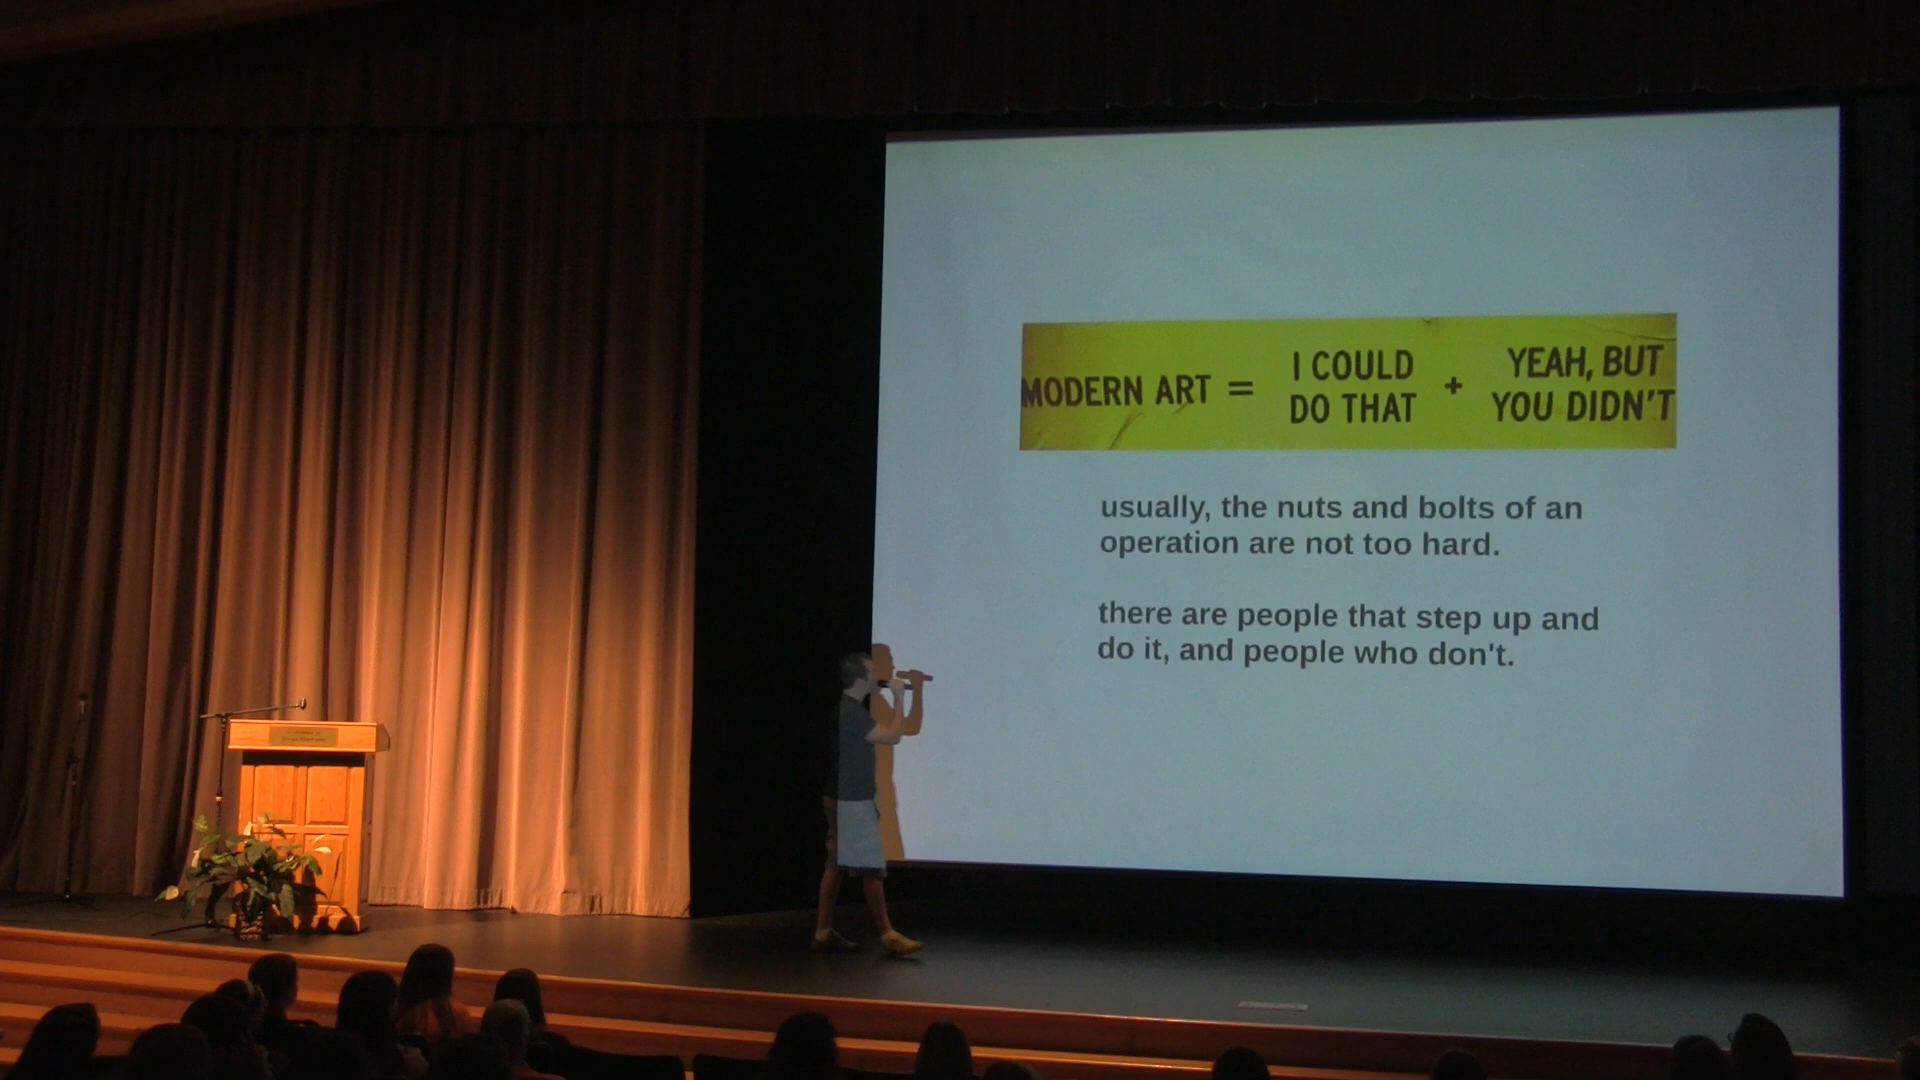 MODERN ART = I COULD DO THAT + YEAH, BUT YOU DIDN'T
usually, the nuts and bolts of an
operation are not too hard.
there are people that step up and
do it, and people who don't.